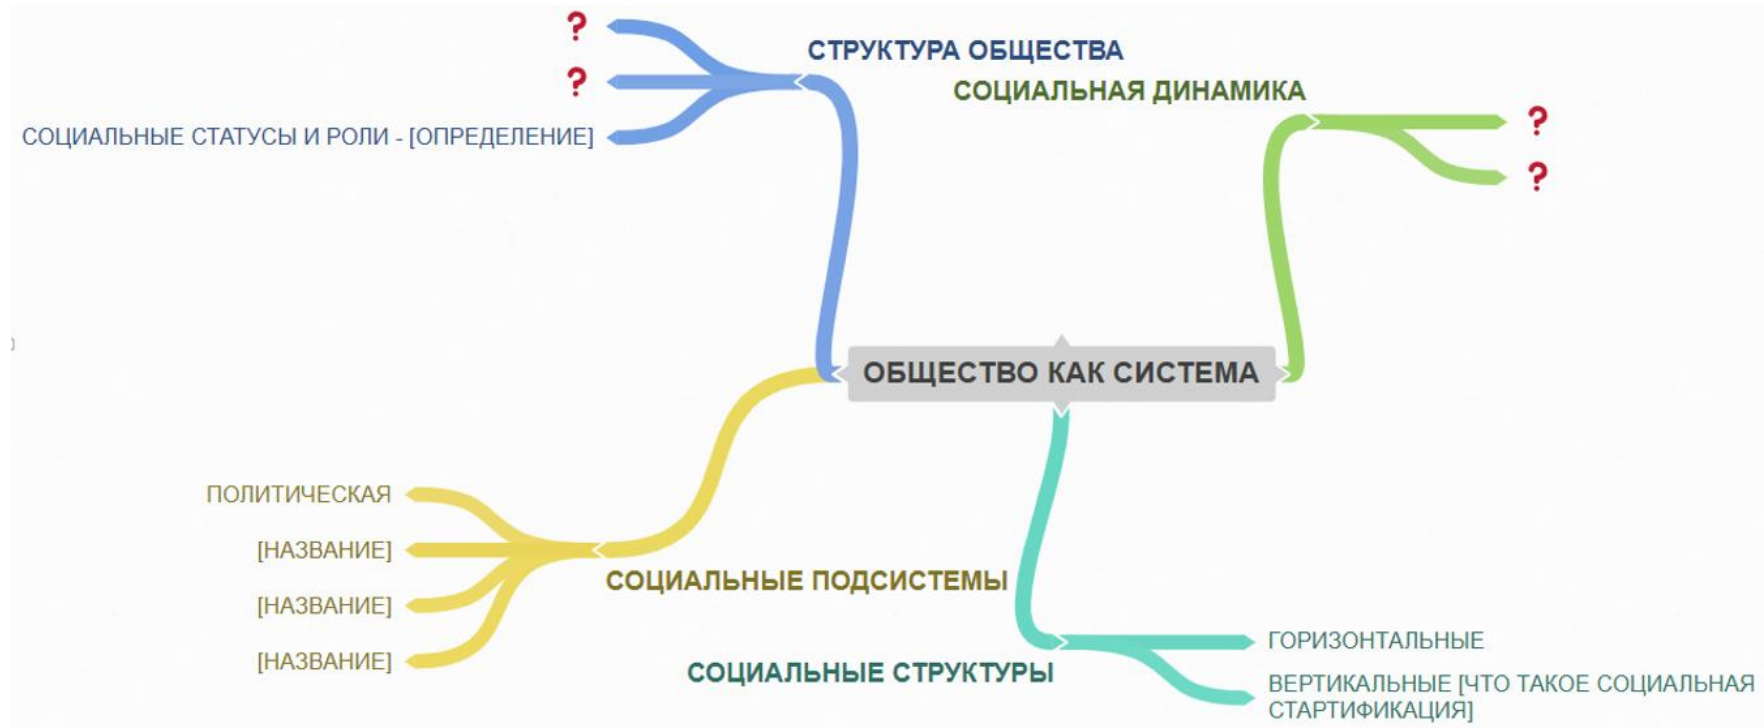 ?
СТРУКТУРА ОБЩЕСТВА
?
СОЦИАЛЬНЫЕ СТАТУСЫ И РОЛИ - [ОПРЕДЕЛЕНИЕ]
СОЦИАЛЬНАЯ ДИНАМИКА
?
?
ОБЩЕСТВО КАК СИСТЕМА
ПОЛИТИЧЕСКАЯ
[НАЗВАНИЕ]
[НАЗВАНИЕ]
[НАЗВАНИЕ]
СОЦИАЛЬНЫЕ ПОДСИСТЕМЫ
СОЦИАЛЬНЫЕ СТРУКТУРЫ
ГОРИЗОНТАЛЬНЫЕ
ВЕРТИКАЛЬНЫЕ [ЧТО ТАКОЕ СОЦИАЛЬНАЯ
СТАРТИФИКАЦИЯ]